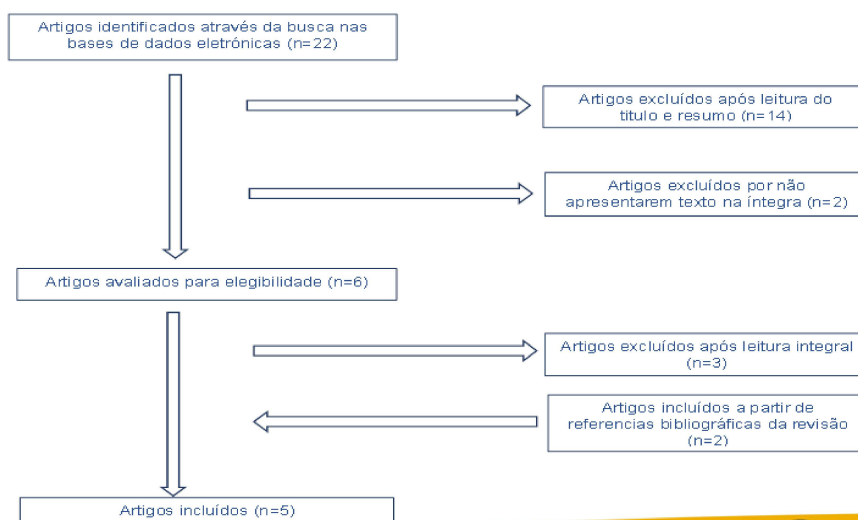 Artigos identificados através da busca nas
bases de dados eletrónicas (n=22)
Artigos excluídos após leitura do
titulo e resumo (n=14)
Artigos excluídos por não
apresentarem texto na íntegra (n=2)
Artigos avaliados para elegibilidade (n=6)
Artigos excluídos após leitura integral
(n=3)
Artigos incluídos a partir de
referencias bibliográficas da revisão
(n=2)
Artigos incluídos (n=5)